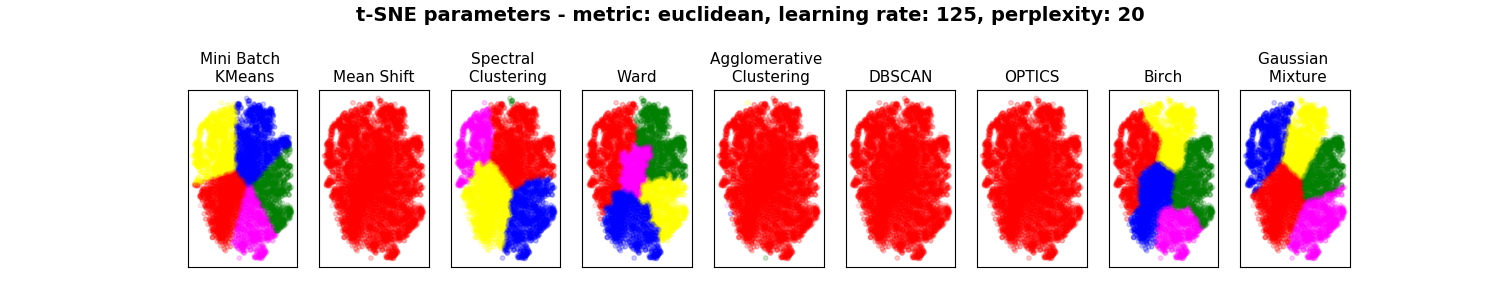 t-SNE parameters - metric: euclidean, learning rate: 125, perplexity: 20
Mini Batch
KMeans
Mean Shift
Spectral
Clustering
Ward
Agglomerative
Clustering
DBSCAN
OPTICS
Birch
Gaussian
Mixture